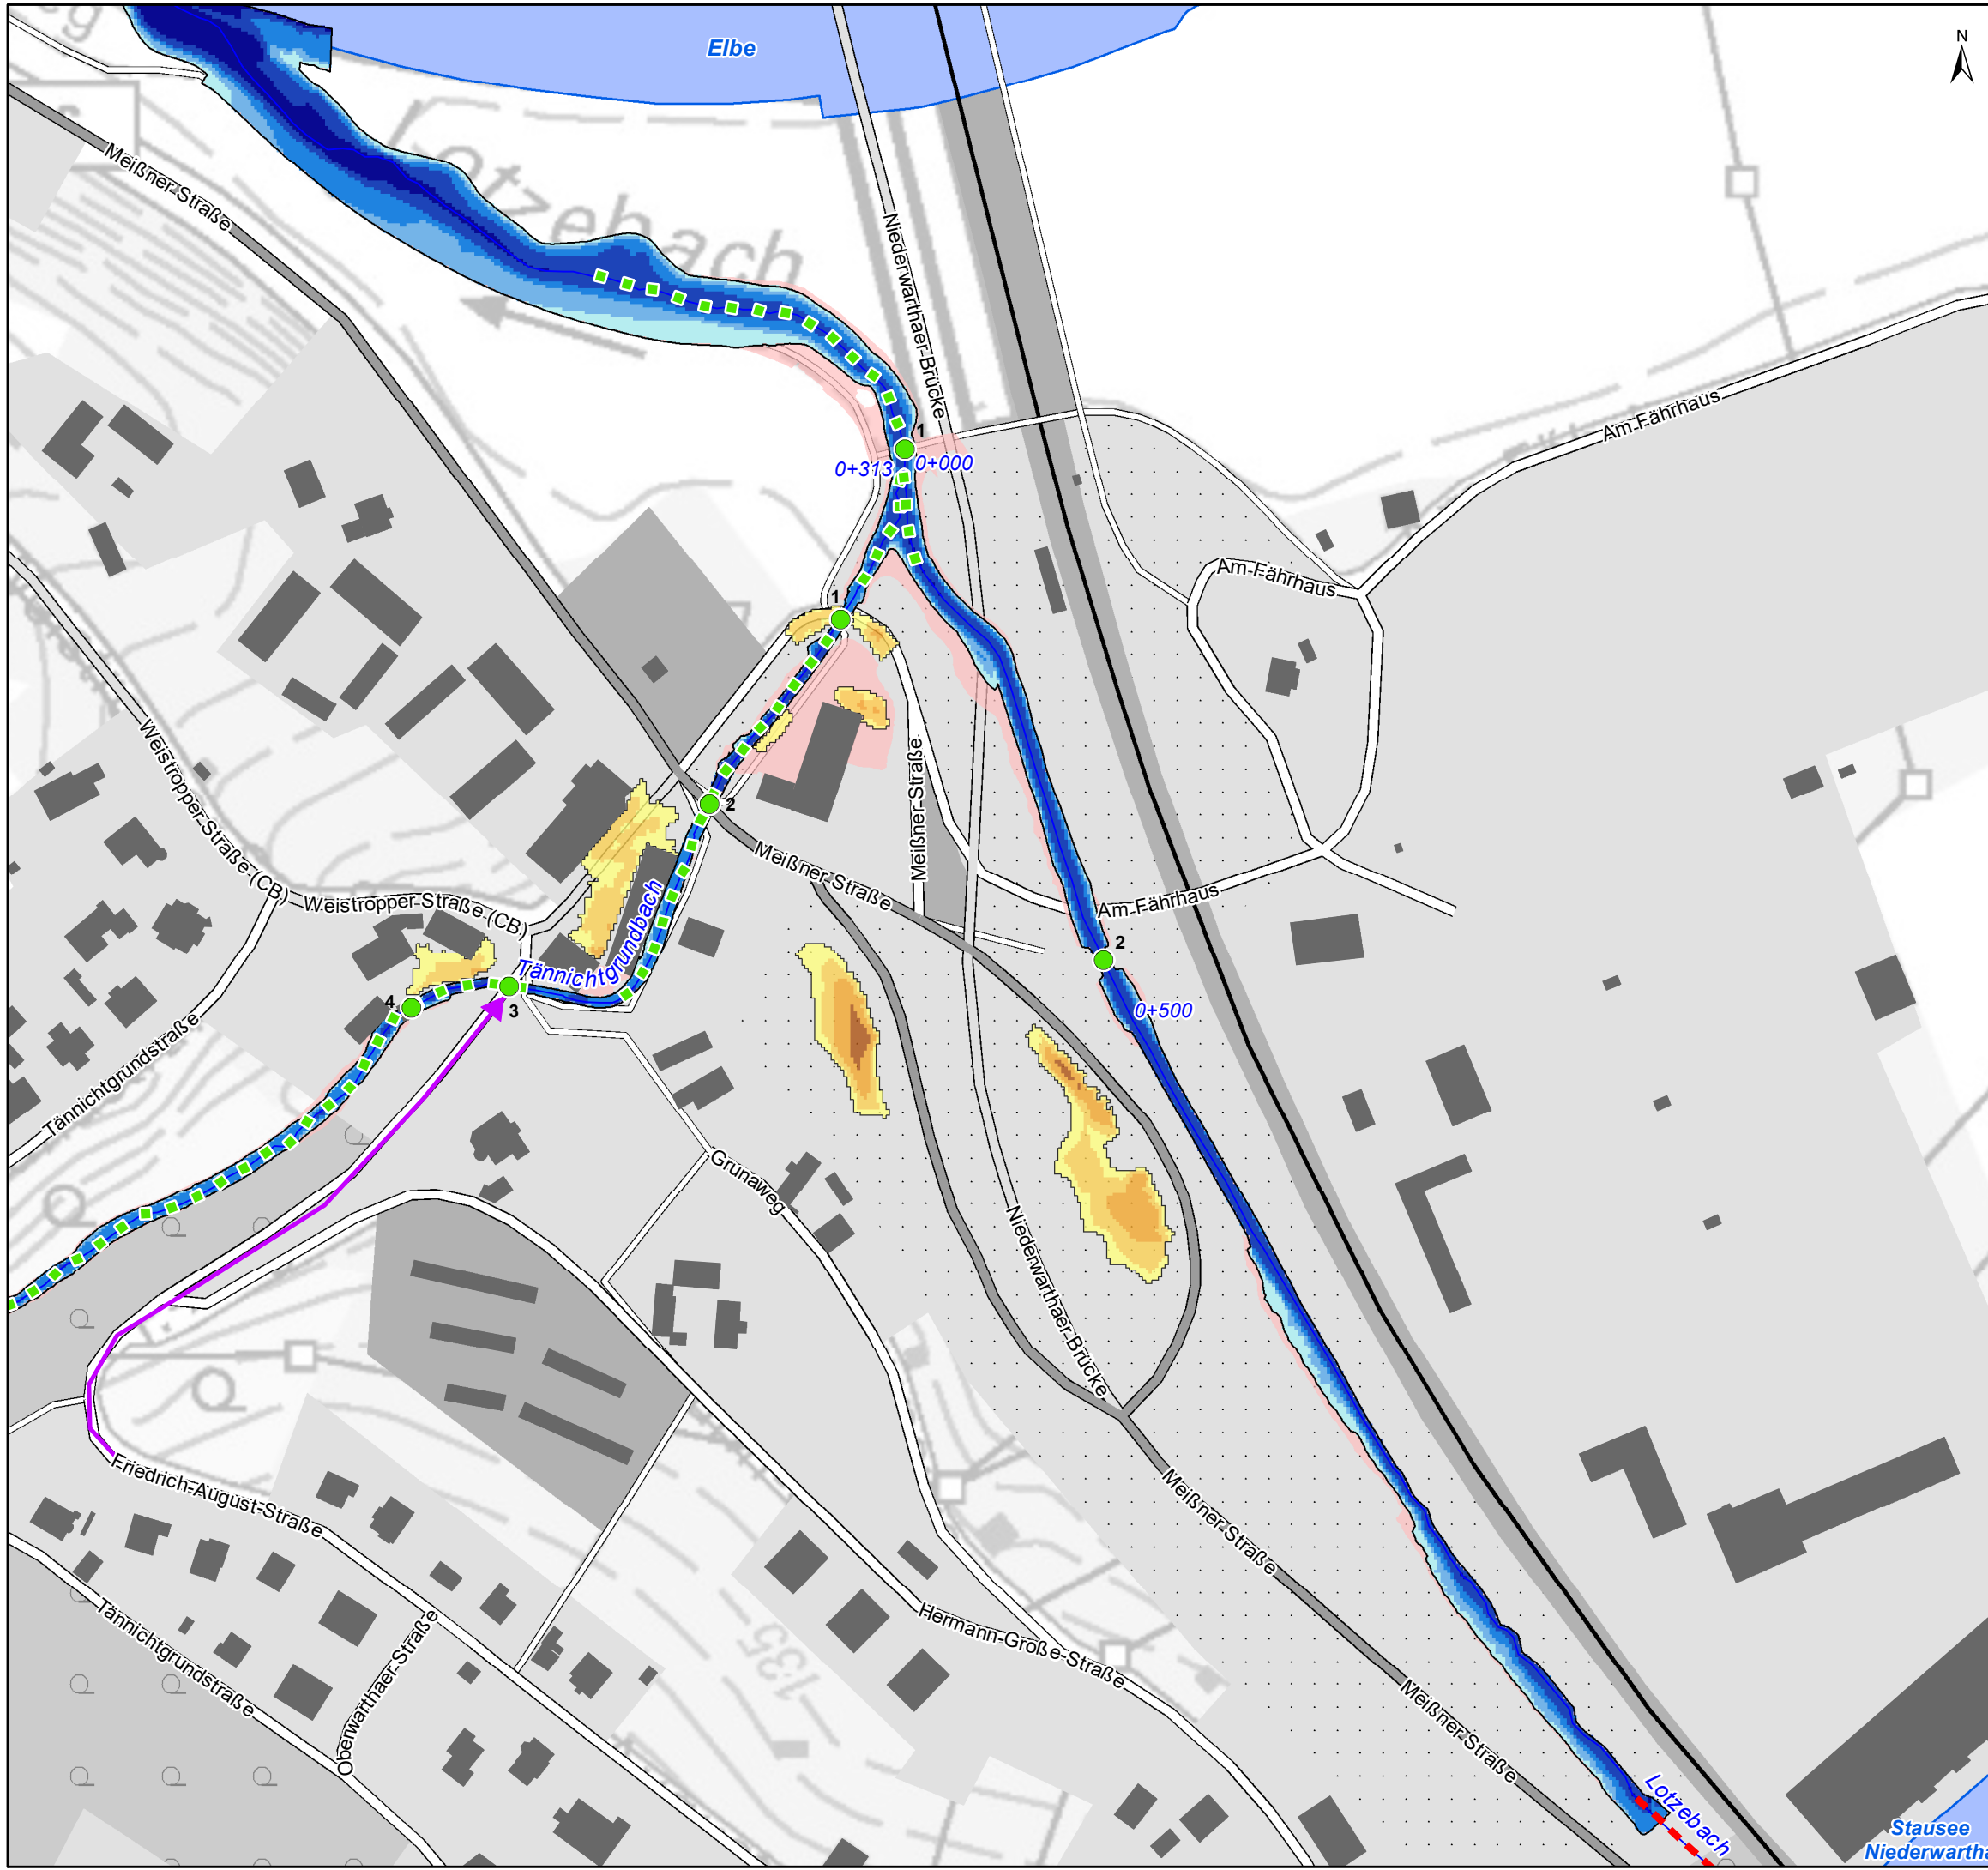 Elbe
N
Meißner-Straße
Lotzebach
Niederwarthaer-Brücke
Am-Fährhaus
1
0+313
0+000
Am-Fährhaus
1
Weistropper-Straße-(CB)
Meißner-Straße
2
Meißner Straße
Weistropper Straße (CB)
Tännichtgrundbach
Am-Fährhaus
2
4
3
0+500
Tännichtgrundstraße
Grunaweg
Niederwarthaer-Brücke
Friedrich-August-Straße
Meißner-Straße
Tännichtgrundstraße
Oberwarthaer-Straße
Hermann-Große-Straße
135
Meißner-Straße
Lotzebach
Stausee
Niederwartha